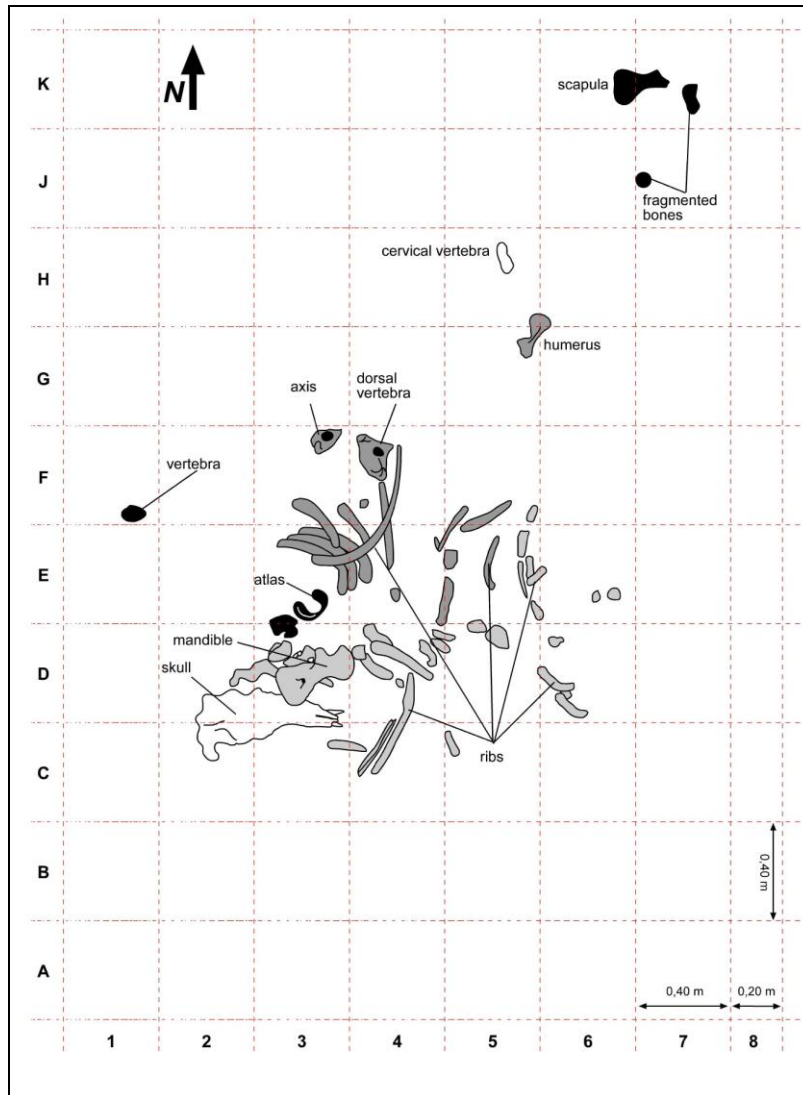 K
N
scapula
J
fragmented
bones
H
cervical vertebra
humerus
G
axis
dorsal
vertebra
F
vertebra
E
atlas
mandible
D
skull
ribs
C
B
0,40 m
A
0,40 m
0,20 m
1 2 3 4 5 6 7 8